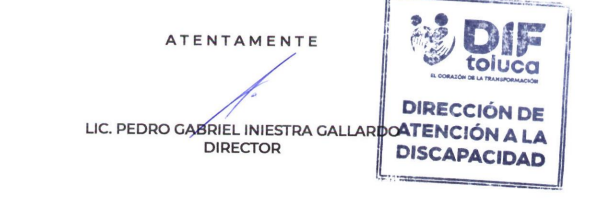 ATENTAMENTE
LIC. PEDRO GABRIEL INIESTRA GALLARDO
DIRECTOR
DIF
toluca
EL CORAZÓN DE LA TRANSFORMACIÓN
DIRECCIÓN DE
ATENCIÓN A LA
DISCAPACIDAD